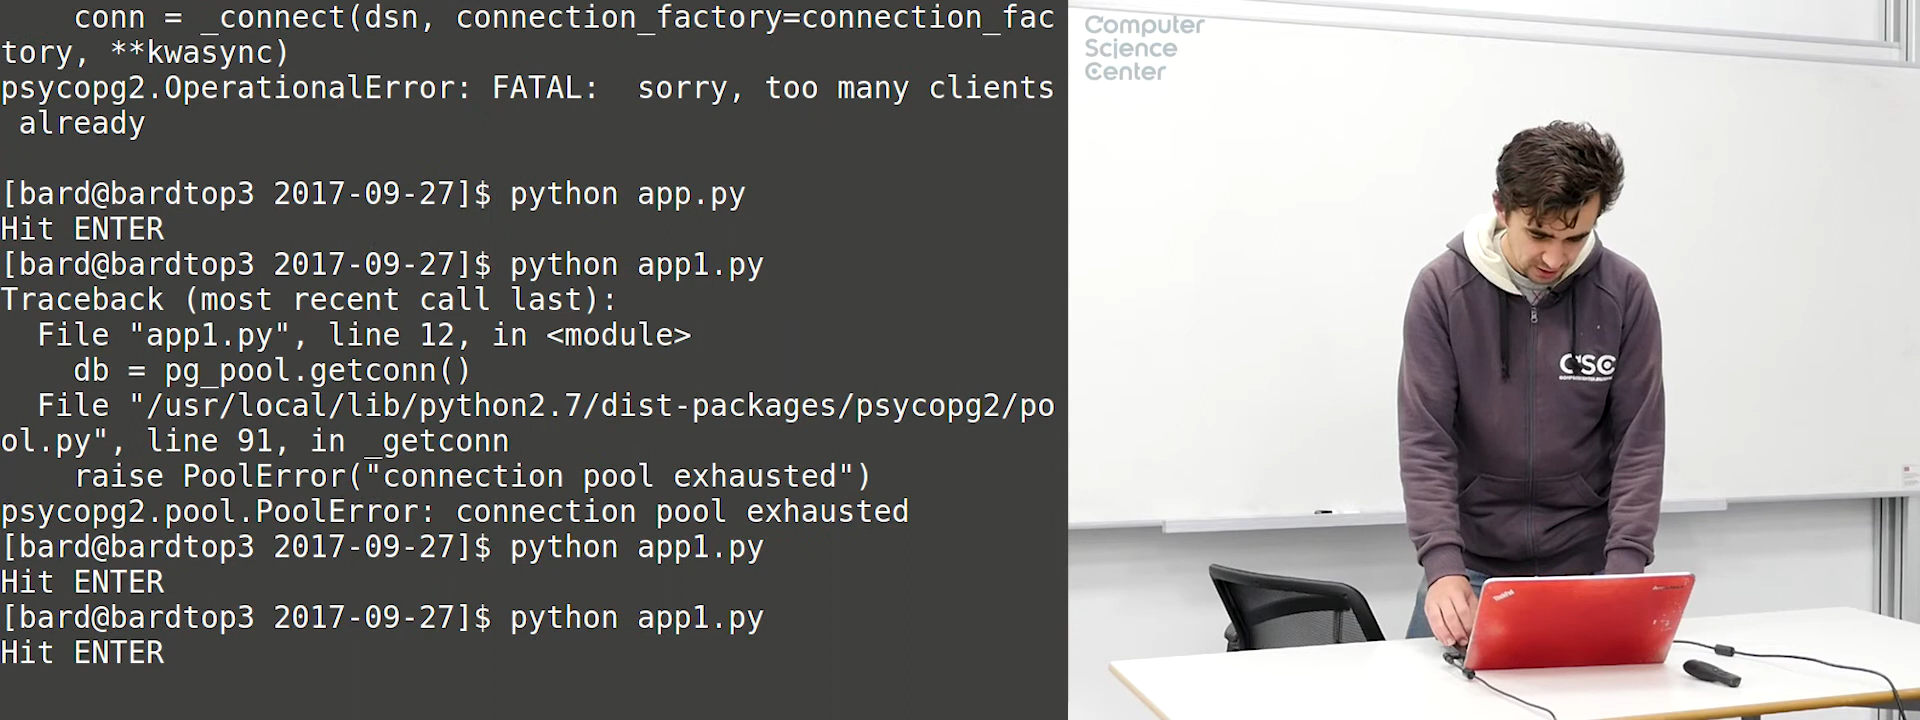 conn = _connect(dsn, connection_factory=connection_fac
tory, **kwasync)
psycopg2.OperationalError: FATAL:  sorry, too many clients
 already
[bard@bardtop3 2017-09-27]$ python app.py
Hit ENTER
[bard@bardtop3 2017-09-27]$ python app1.py
Traceback (most recent call last):
  File "app1.py", line 12, in <module>
    db = pg_pool.getconn()
  File "/usr/local/lib/python2.7/dist-packages/psycopg2/po
ol.py", line 91, in _getconn
    raise PoolError("connection pool exhausted")
psycopg2.pool.PoolError: connection pool exhausted
[bard@bardtop3 2017-09-27]$ python app1.py
Hit ENTER
[bard@bardtop3 2017-09-27]$ python app1.py
Hit ENTER
Computer
Science
Center
CSC
ThinkPad